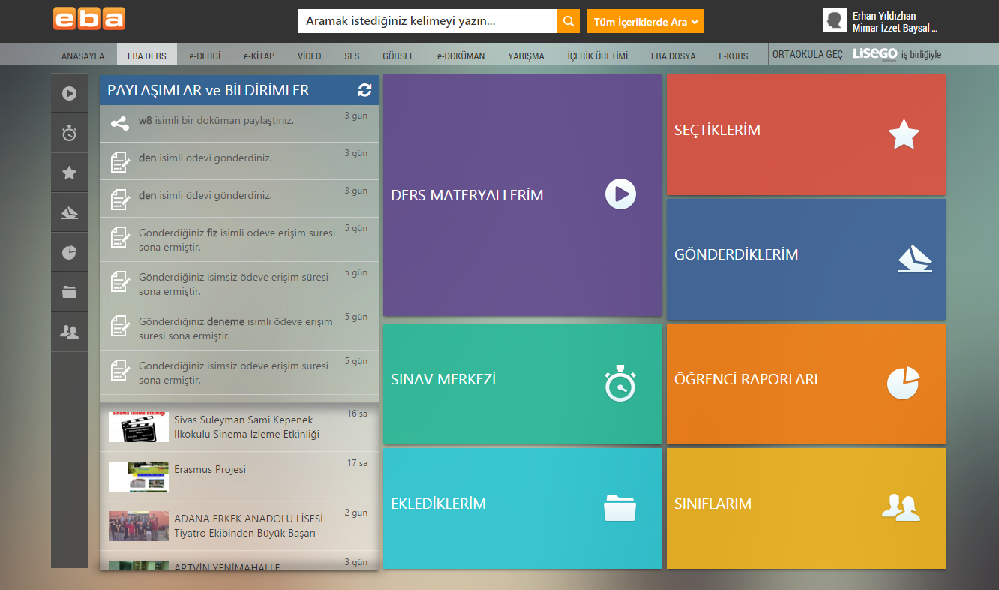 eba
Aramak istediğiniz kelimeyi yazın...
Tüm İçeriklerde Ara
Erhan Yıldızhan
Mimar İzzet Baysal ...
ANASAYFA
EBA DERS
e-DERGİ
e-KİTAP
VİDEO
SES
GÖRSEL
e-DOKÜMAN
YARIŞMA
İÇERİK ÜRETİMİ
EBA DOSYA
E-KURS
ORTAOKULA GEÇ
LiSEGO iş birliğiyle
PAYLAŞIMLAR ve BİLDİRİMLER
w8 isimli bir doküman paylaştınız.
3 gün
den isimli ödevi gönderdiniz.
3 gün
den isimli ödevi gönderdiniz.
3 gün
Gönderdiğiniz fiz isimli ödeve erişim süresi
sona ermiştir.
5 gün
Gönderdiğiniz isimsiz ödeve erişim süresi
sona ermiştir.
5 gün
Gönderdiğiniz deneme isimli ödeve erişim
süresi sona ermiştir.
5 gün
Gönderdiğiniz isimsiz ödeve erişim süresi
sona ermiştir.
5 gün
Sinema İzleme Etkinliği
Sivas Süleyman Sami Kepenek
İlkokulu Sinema İzleme Etkinliği
16 sa
Erasmus Projesi
17 sa
ADANA ERKEK ANADOLU LİSESİ
Tiyatro Ekibinden Büyük Başarı
2 gün
ARTVİN YENİMAHALLE
3 gün
DERS MATERYALLERİM
SINAV MERKEZİ
EKLEDİKLERİM
SEÇTİKLERİM
GÖNDERDİKLERİM
ÖĞRENCİ RAPORLARI
SINIFLARIM